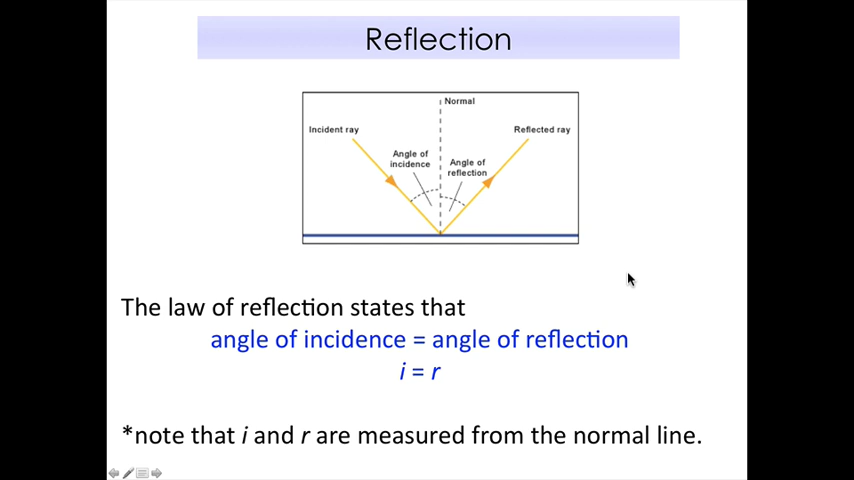 Reflection
Normal
Incident ray
Reflected ray
Angle of
incidence
Angle of
reflection
The law of reflection states that
angle of incidence = angle of reflection
i = r
*note that i and r are measured from the normal line.